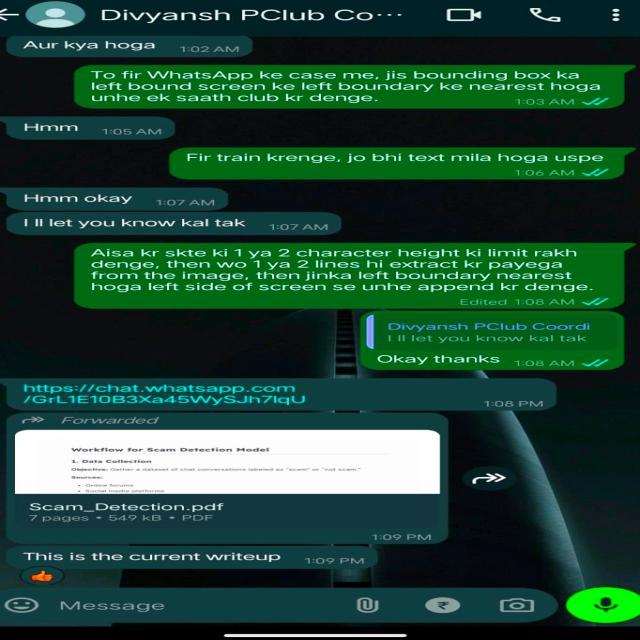 Divyansh PClub Co...
Aur kya hoga 1:02 AM
To fir WhatsApp ke case me, jis bounding box ka
left bound screen ke left boundary ke nearest hoga
unhe ek saath club kr denge. 1:03 AM
Hmm 1:05 AM
Fir train krenge, jo bhi text mila hoga uspe
1:06 AM
Hmm okay 1:07 AM
I ll let you know kal tak 1:07 AM
Aisa kr skte ki 1 ya 2 character height ki limit rakh
denge, then wo 1 ya 2 lines hi extract kr payega
from the image, then jinka left boundary nearest
hoga left side of screen se unhe append kr denge.
Edited 1:08 AM
Divyansh PClub Coordi
I ll let you know kal tak
Okay thanks 1:08 AM
https://chat.whatsapp.com
/GrL1E10B3Xa45WySJh7lqU 1:08 PM
Forwarded
Workflow for Scam Detection Model
1. Data Collection
Objective: Gather a dataset of chat conversations labeled as "scam" or "not scam."
Sources:
• Online forums
• Social media platforms
Scam_Detection.pdf
7 pages • 549 kB • PDF
1:09 PM
This is the current writeup 1:09 PM
Message